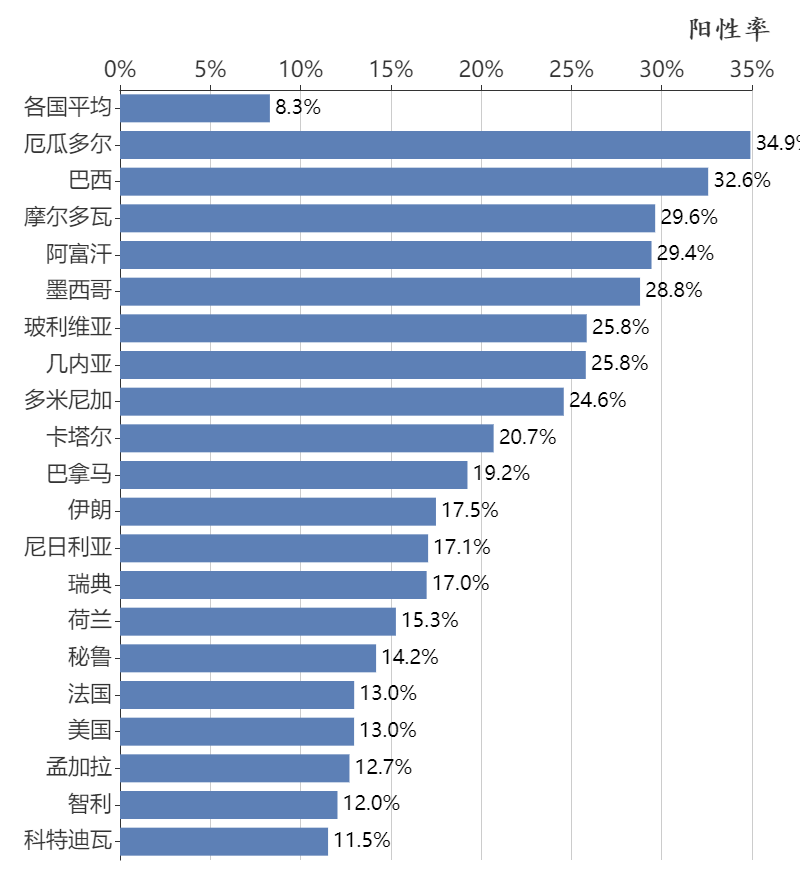 阳性率
0% 5% 10% 15% 20% 25% 30% 35%
各国平均 8.3%
厄瓜多尔 34.9%
巴西 32.6%
摩尔多瓦 29.6%
阿富汗 29.4%
墨西哥 28.8%
玻利维亚 25.8%
几内亚 25.8%
多米尼加 24.6%
卡塔尔 20.7%
巴拿马 19.2%
伊朗 17.5%
尼日利亚 17.1%
瑞典 17.0%
荷兰 15.3%
秘鲁 14.2%
法国 13.0%
美国 13.0%
孟加拉 12.7%
智利 12.0%
科特迪瓦 11.5%